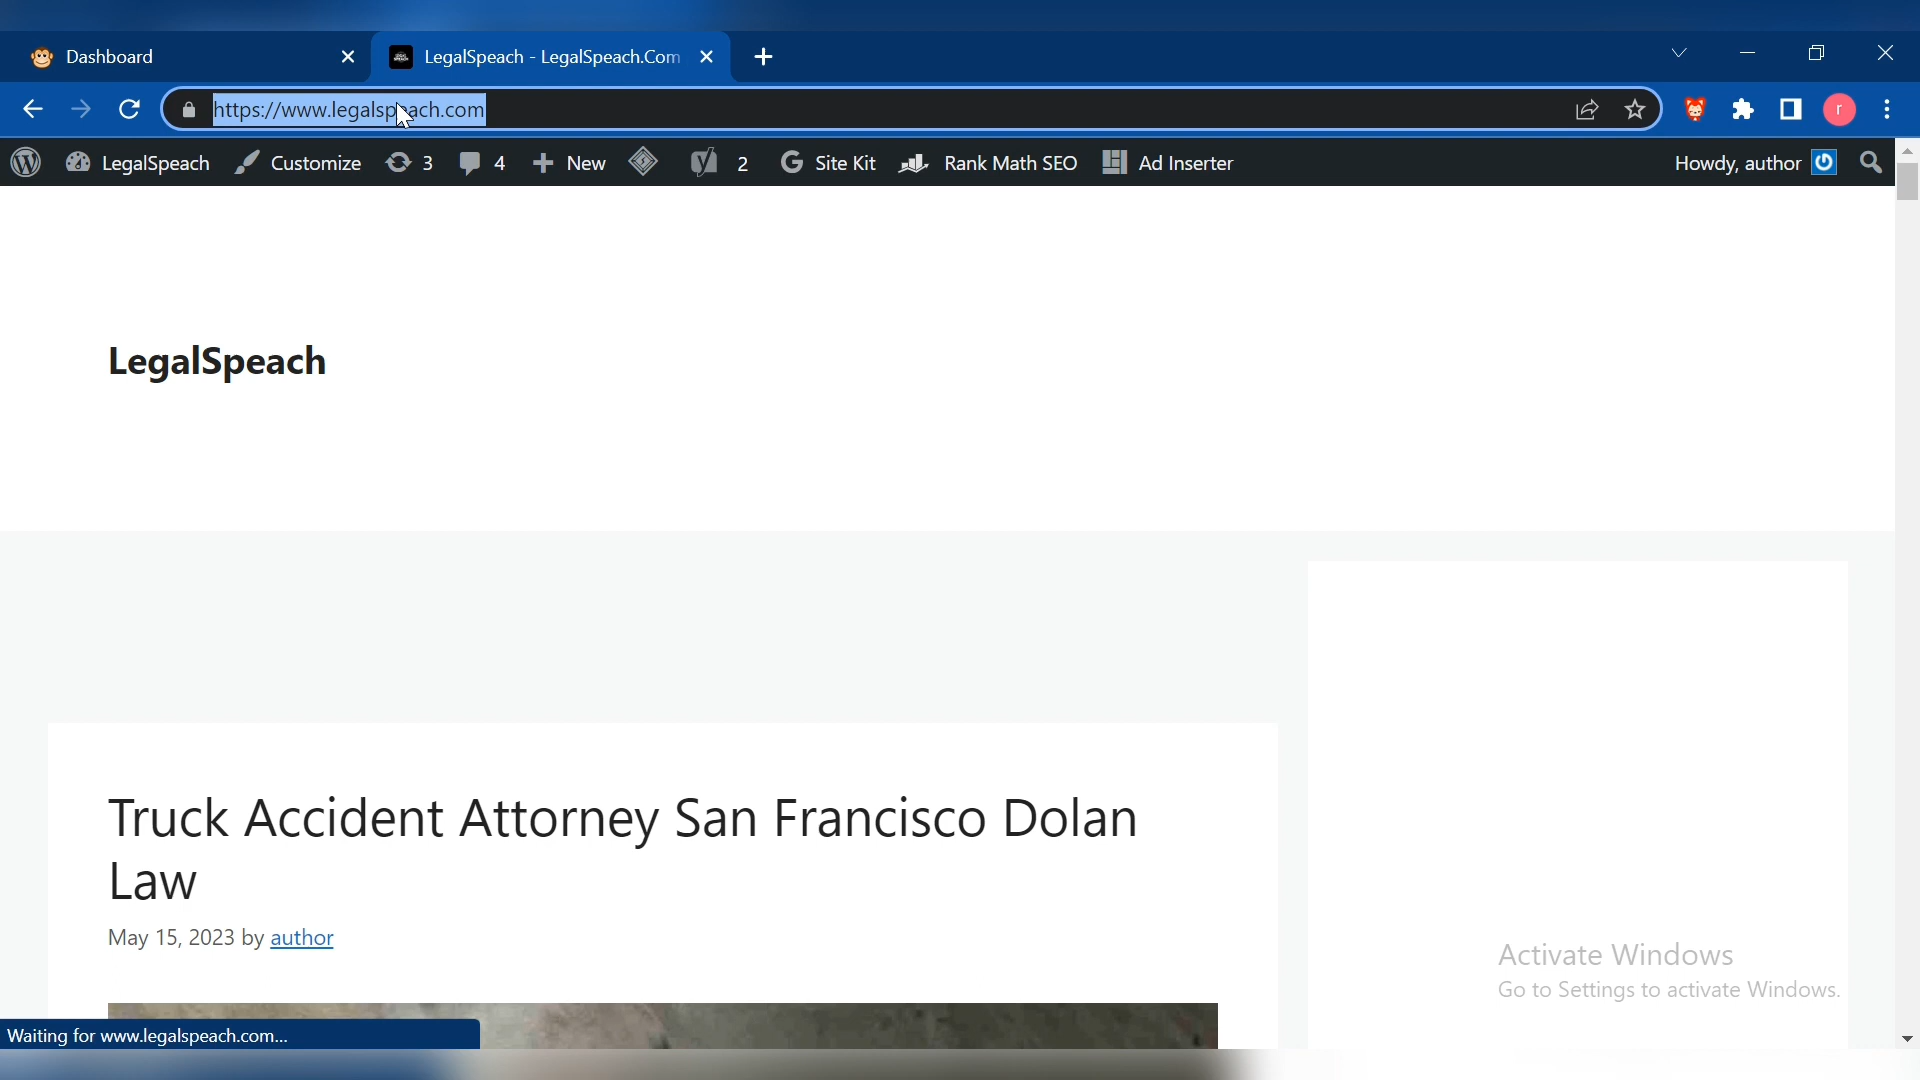 Dashboard
LegalSpeach - LegalSpeach.Com
https://www.legalspeach.com
r
LegalSpeach
Customize
3
4
New
2
Site Kit
Rank Math SEO
Ad Inserter
Howdy, author
LegalSpeach
Truck Accident Attorney San Francisco Dolan
Law
May 15, 2023 by author
Activate Windows
Go to Settings to activate Windows.
Waiting for www.legalspeach.com...